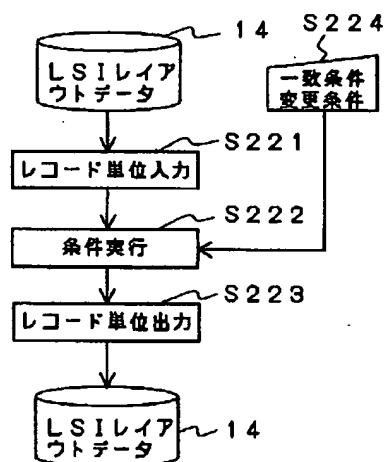 14
S224
LSIレイア
ウトデータ
一致条件
変更条件
S221
レコード単位入力
S222
条件実行
S223
レコード単位出力
LSIレイア
ウトデータ
14